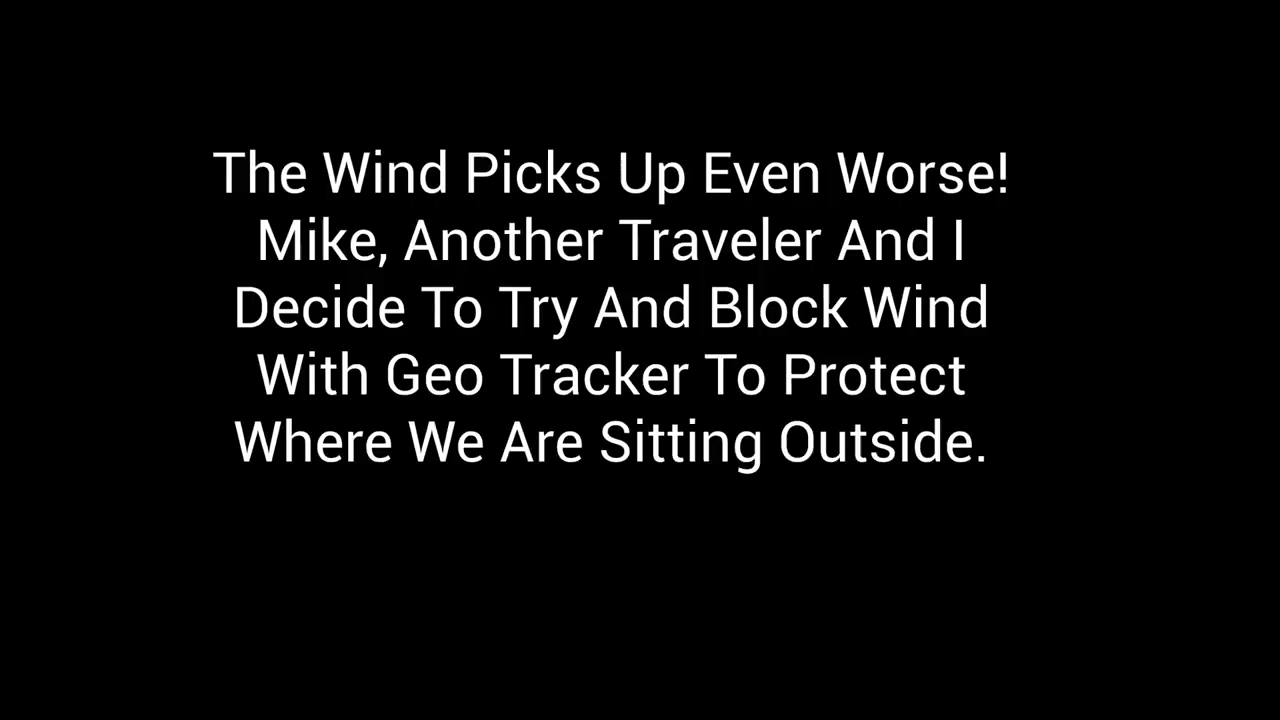 The Wind Picks Up Even Worse!
Mike, Another Traveler And I
Decide To Try And Block Wind
With Geo Tracker To Protect
Where We Are Sitting Outside.